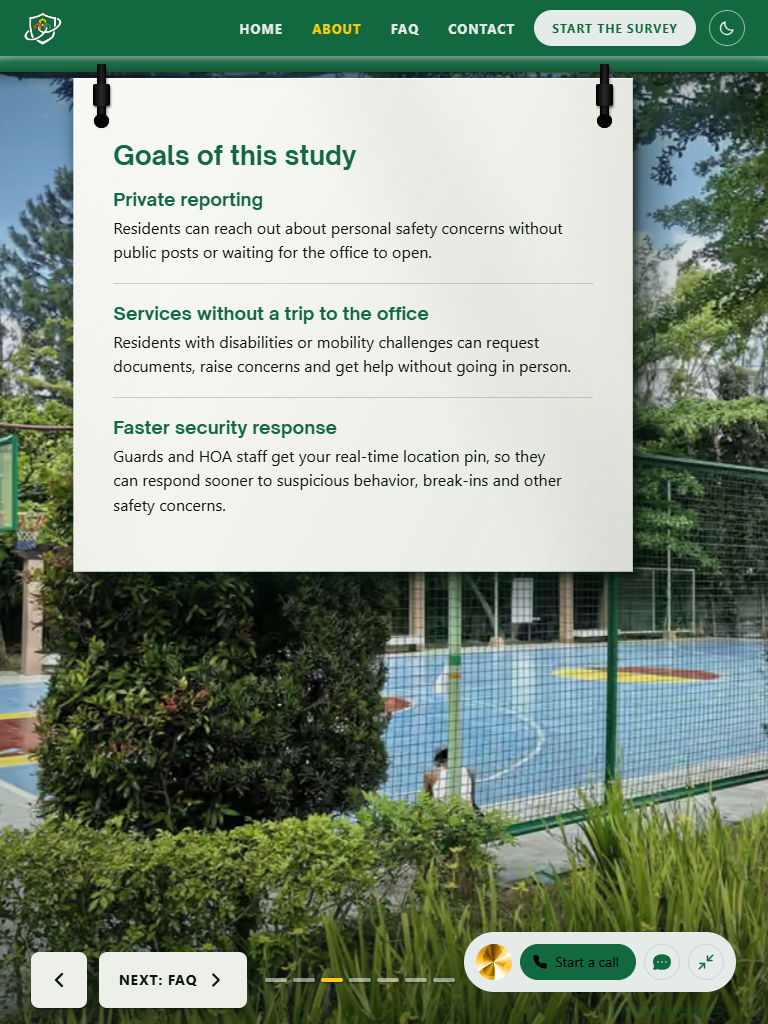 HOME
ABOUT
FAQ
CONTACT
START THE SURVEY
Goals of this study
Private reporting
Residents can reach out about personal safety concerns without
public posts or waiting for the office to open.
Services without a trip to the office
Residents with disabilities or mobility challenges can request
documents, raise concerns and get help without going in person.
Faster security response
Guards and HOA staff get your real-time location pin, so they
can respond sooner to suspicious behavior, break-ins and other
safety concerns.
NEXT: FAQ
Start a call